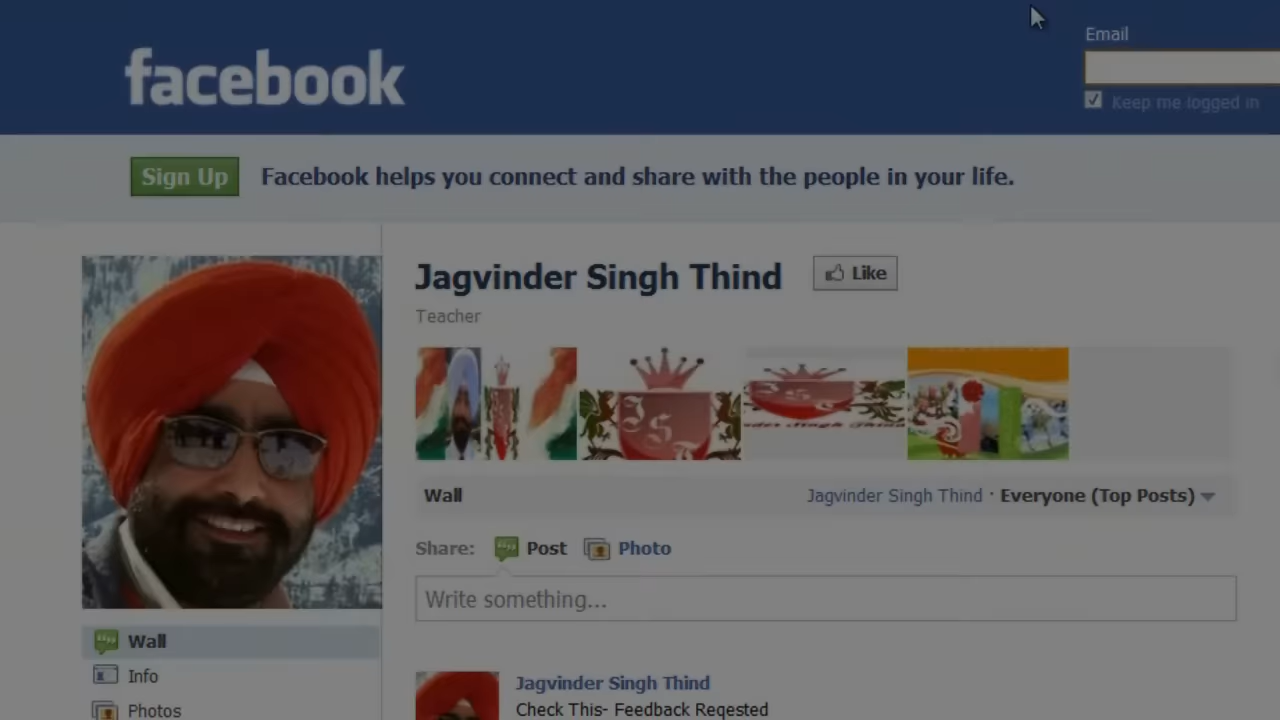 facebook
Email
Keep me logged in
Sign Up
Facebook helps you connect and share with the people in your life.
Jagvinder Singh Thind
Like
Teacher
Wall
Jagvinder Singh Thind · Everyone (Top Posts)
Share: Post Photo
Write something...
Wall
Info
Photos
Jagvinder Singh Thind
Check This- Feedback Reqested